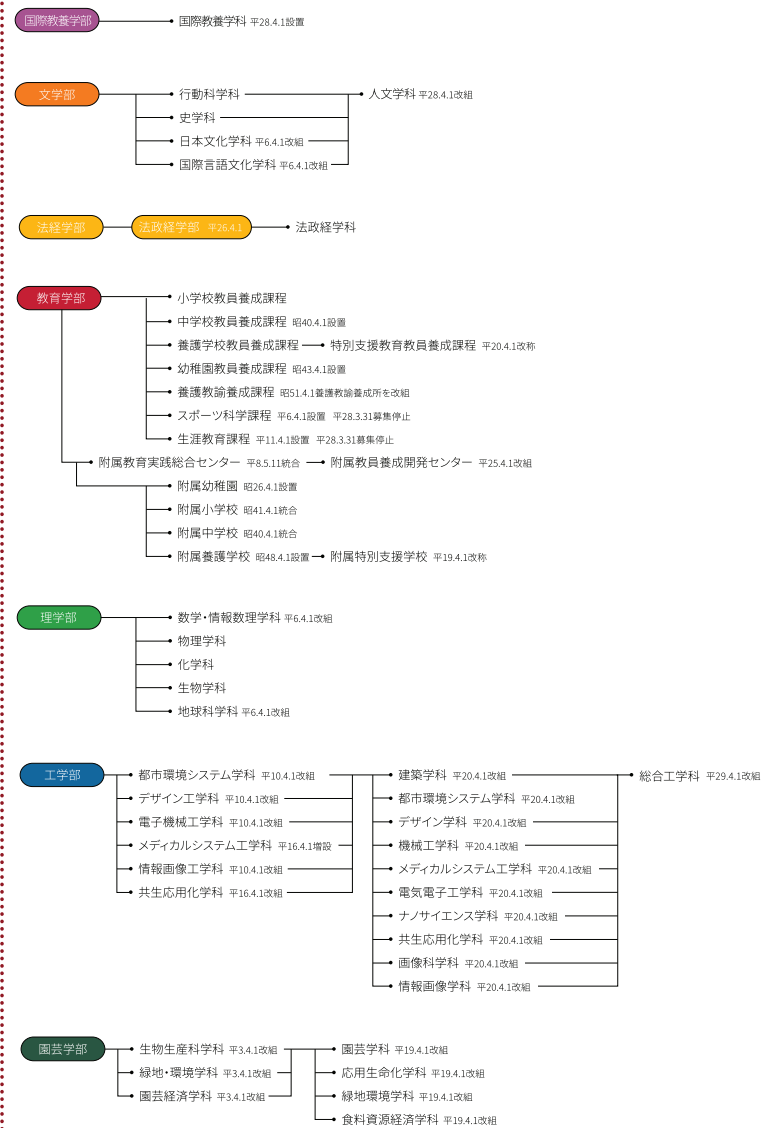 国際教養学部 国際教養学科 平28.4.1設置
文学部 行動科学科 人文学科 平28.4.1改組
史学科
日本文化学科 平6.4.1改組
国際言語文化学科 平6.4.1改組
法経学部 法政経学部 平26.4.1 法政経学科
教育学部 小学校教員養成課程
中学校教員養成課程 昭40.4.1設置
養護学校教員養成課程 特別支援教育教員養成課程 平20.4.1改称
幼稚園教員養成課程 昭43.4.1設置
養護教諭養成課程 昭51.4.1養護教諭養成所を改組
スポーツ科学課程 平6.4.1設置 平28.3.31募集停止
生涯教育課程 平11.4.1設置 平28.3.31募集停止
附属教育実践総合センター 平8.5.11統合 附属教員養成開発センター 平25.4.1改組
附属幼稚園 昭26.4.1設置
附属小学校 昭41.4.1統合
附属中学校 昭40.4.1統合
附属養護学校 昭48.4.1設置 附属特別支援学校 平19.4.1改称
理学部 数学・情報数理学科 平6.4.1改組
物理学科
化学科
生物学科
地球科学科 平6.4.1改組
工学部 都市環境システム学科 平10.4.1改組 建築学科 平20.4.1改組 総合工学科 平29.4.1改組
デザイン工学科 平10.4.1改組 都市環境システム学科 平20.4.1改組
電子機械工学科 平10.4.1改組 デザイン学科 平20.4.1改組
メディカルシステム工学科 平16.4.1増設 機械工学科 平20.4.1改組
情報画像工学科 平10.4.1改組 メディカルシステム工学科 平20.4.1改組
共生応用化学科 平16.4.1改組 電気電子工学科 平20.4.1改組
ナノサイエンス学科 平20.4.1改組
共生応用化学科 平20.4.1改組
画像科学科 平20.4.1改組
情報画像学科 平20.4.1改組
園芸学部 生物生産科学科 平3.4.1改組 園芸学科 平19.4.1改組
緑地・環境学科 平3.4.1改組 応用生命化学科 平19.4.1改組
園芸経済学科 平3.4.1改組 緑地環境学科 平19.4.1改組
食料資源経済学科 平19.4.1改組